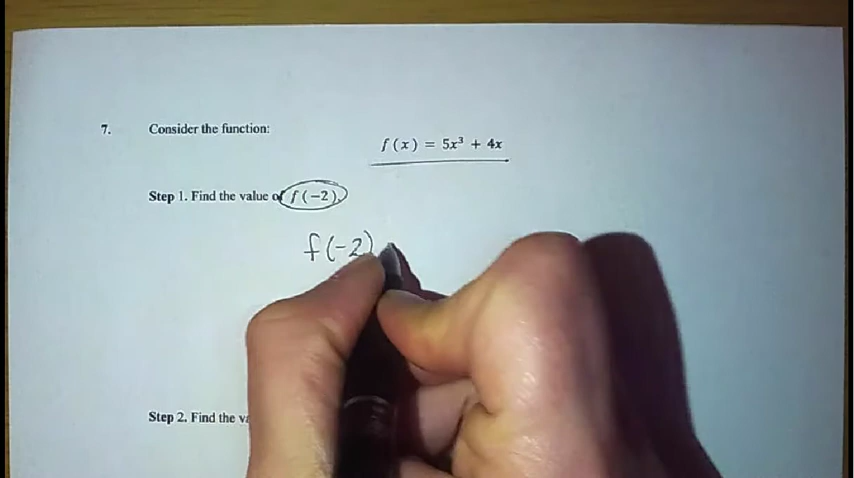 7. Consider the function:
f(x) = 5x³ + 4x
Step 1. Find the value of f(−2).
f(-2)
Step 2. Find the